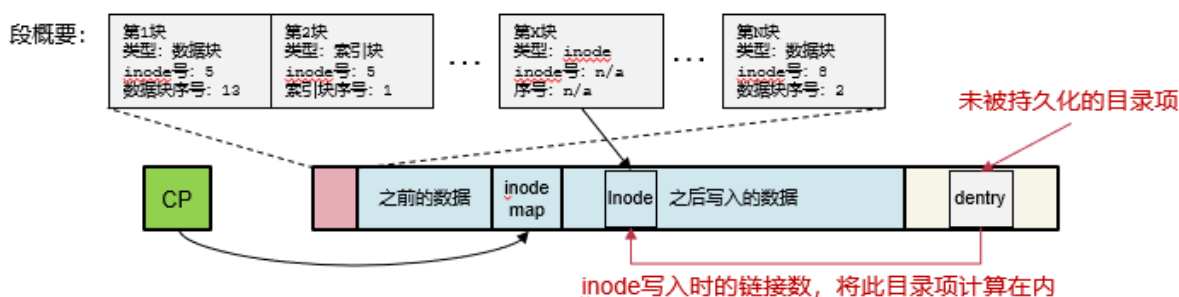 段概要：
第1块
类型：数据块
inode号：5
数据块序号：13
第2块
类型：索引块
inode号：5
索引块序号：1
...
第X块
类型：inode
inode号：n/a
序号：n/a
...
第N块
类型：数据块
inode号：8
数据块序号：2
未被持久化的目录项
CP
之前的数据
inode
map
Inode
之后写入的数据
dentry
inode写入时的链接数，将此目录项计算在内